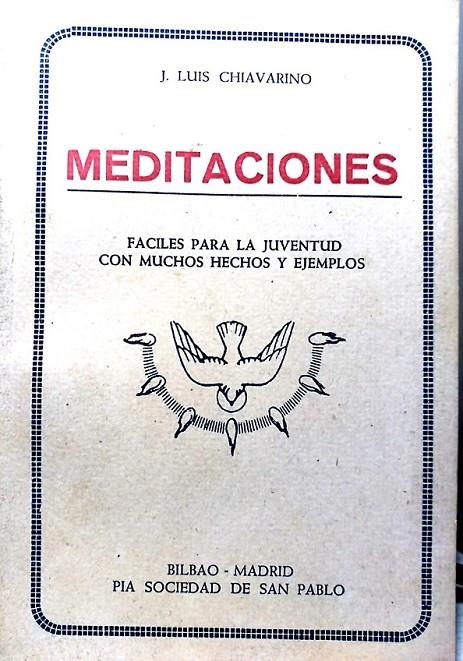 J. LUIS CHIAVARINO
MEDITACIONES
FACILES PARA LA JUVENTUD
CON MUCHOS HECHOS Y EJEMPLOS
BILBAO - MADRID
PIA SOCIEDAD DE SAN PABLO